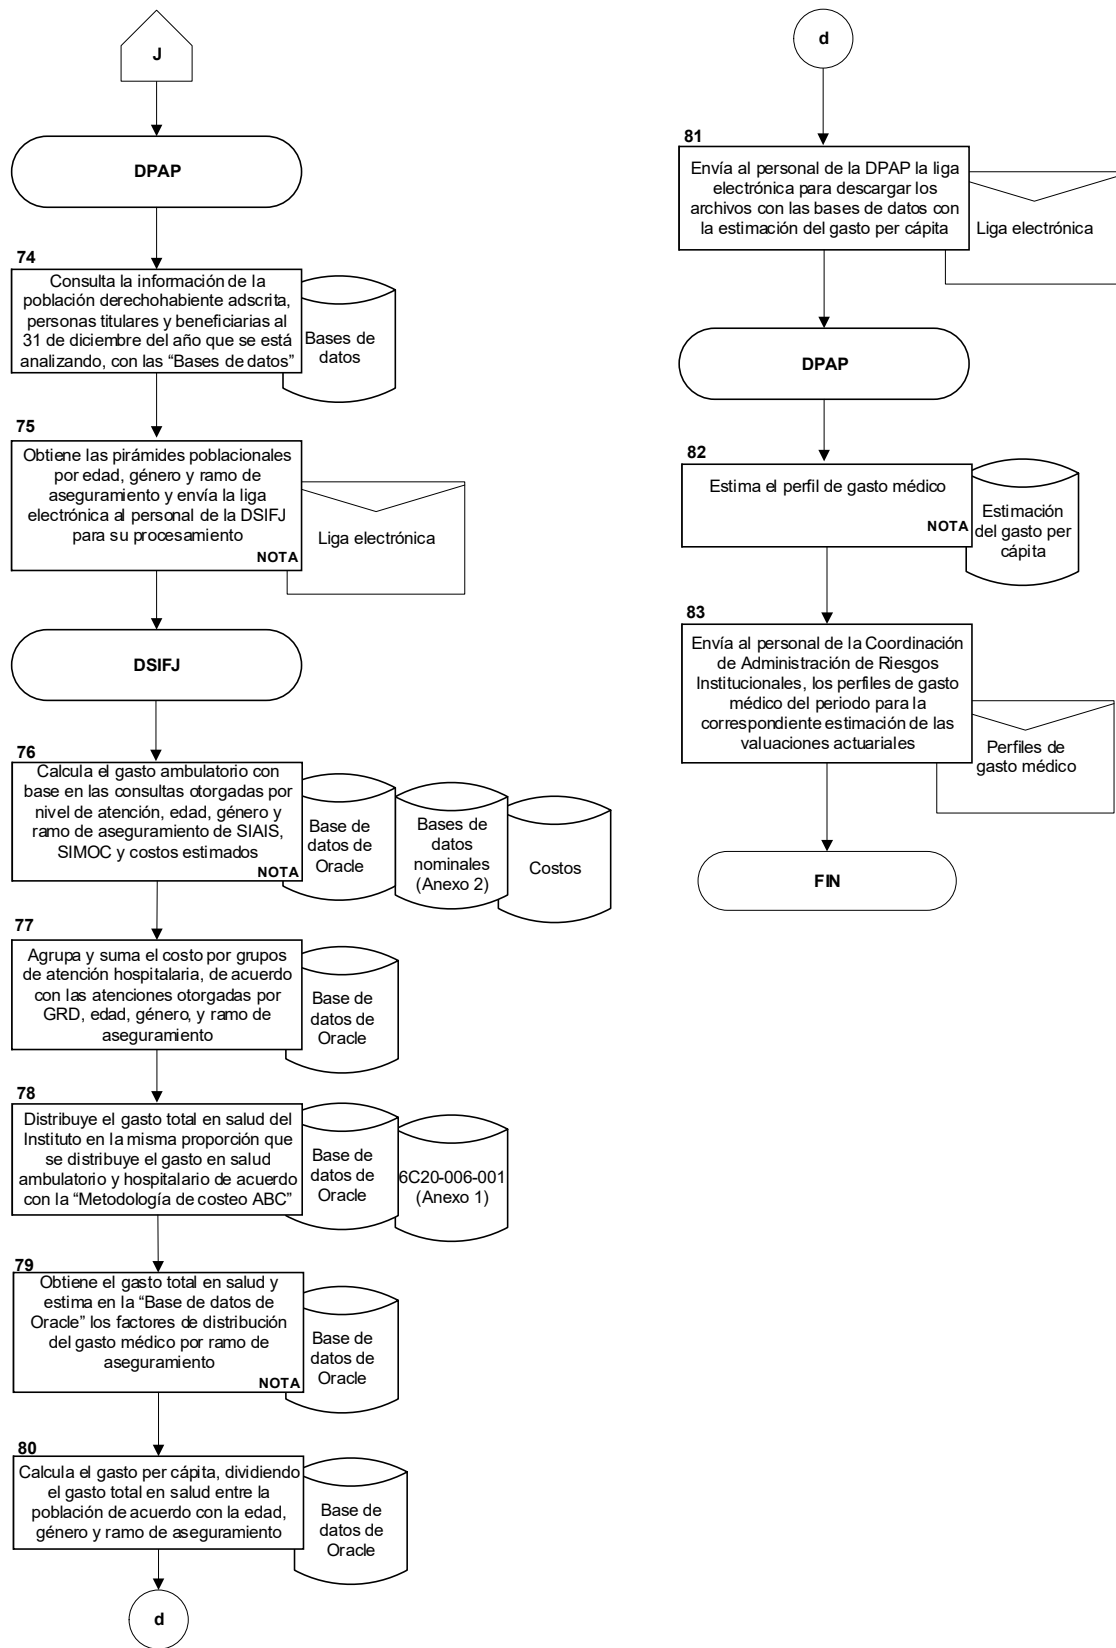 J
DPAP
74
Consulta la información de la
población derechohabiente adscrita,
personas titulares y beneficiarias al
31 de diciembre del año que se está
analizando, con las “Bases de datos”
Bases de
datos
75
Obtiene las pirámides poblacionales
por edad, género y ramo de
aseguramiento y envía la liga
electrónica al personal de la DSIFJ
para su procesamiento
NOTA
Liga electrónica
DSIFJ
76
Calcula el gasto ambulatorio con
base en las consultas otorgadas por
nivel de atención, edad, género y
ramo de aseguramiento de SIAIS,
SIMOC y costos estimados
NOTA
Base de
datos de
Oracle
Bases de
datos
nominales
(Anexo 2)
Costos
77
Agrupa y suma el costo por grupos
de atención hospitalaria, de acuerdo
con las atenciones otorgadas por
GRD, edad, género, y ramo de
aseguramiento
Base de
datos de
Oracle
78
Distribuye el gasto total en salud del
Instituto en la misma proporción que
se distribuye el gasto en salud
ambulatorio y hospitalario de acuerdo
con la “Metodología de costeo ABC”
Base de
datos de
Oracle
6C20-006-001
(Anexo 1)
79
Obtiene el gasto total en salud y
estima en la “Base de datos de
Oracle” los factores de distribución
del gasto médico por ramo de
aseguramiento
NOTA
Base de
datos de
Oracle
80
Calcula el gasto per cápita, dividiendo
el gasto total en salud entre la
población de acuerdo con la edad,
género y ramo de aseguramiento
Base de
datos de
Oracle
d
d
81
Envía al personal de la DPAP la liga
electrónica para descargar los
archivos con las bases de datos con
la estimación del gasto per cápita
Liga electrónica
DPAP
82
Estima el perfil de gasto médico
NOTA
Estimación
del gasto per
cápita
83
Envía al personal de la Coordinación
de Administración de Riesgos
Institucionales, los perfiles de gasto
médico del periodo para la
correspondiente estimación de las
valuaciones actuariales
Perfiles de
gasto médico
FIN